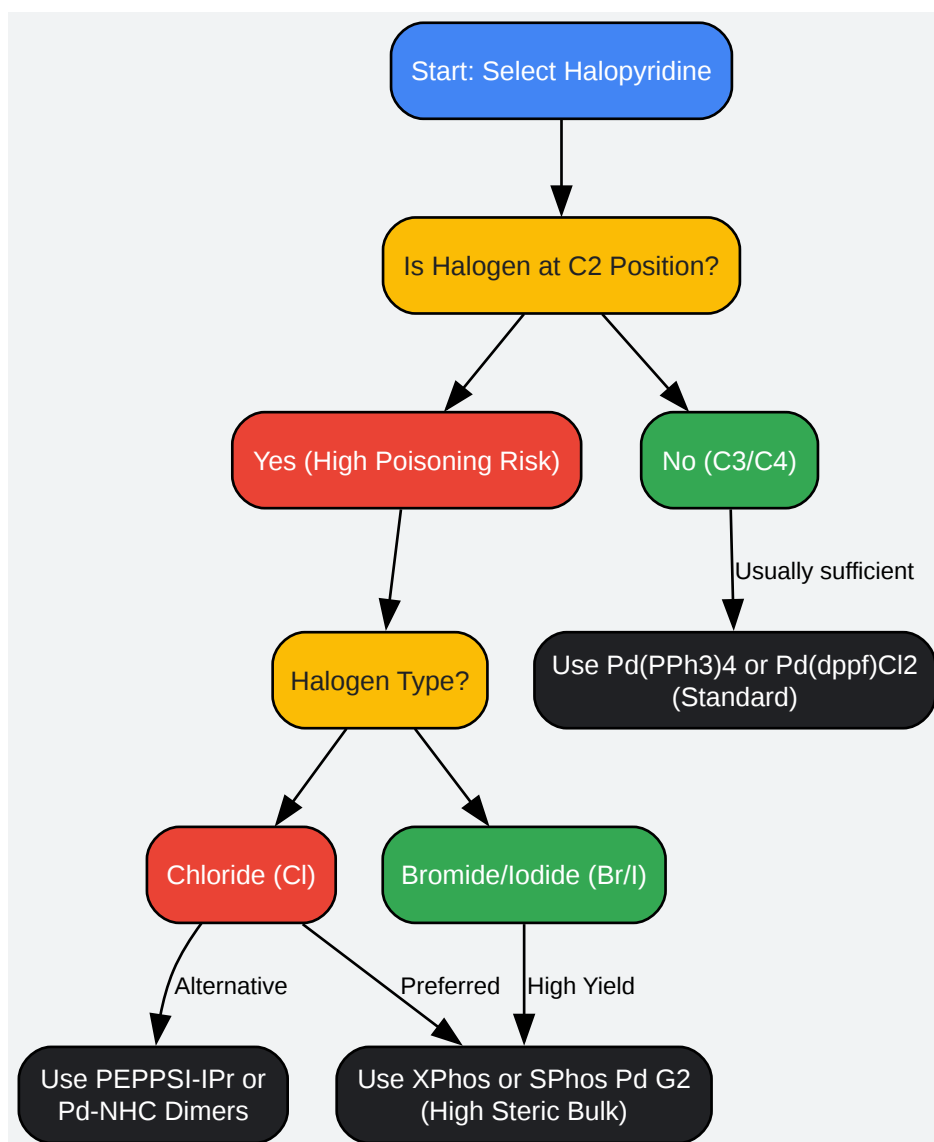 Start: Select Halopyridine
Is Halogen at C2 Position?
Yes (High Poisoning Risk)
No (C3/C4)
Usually sufficient
Halogen Type?
Use Pd(PPh3)4 or Pd(dppf)Cl2
(Standard)
Chloride (Cl)
Bromide/Iodide (Br/I)
Alternative
Preferred
High Yield
Use PEPPSI-IPr or
Pd-NHC Dimers
Use XPhos or SPhos Pd G2
(High Steric Bulk)